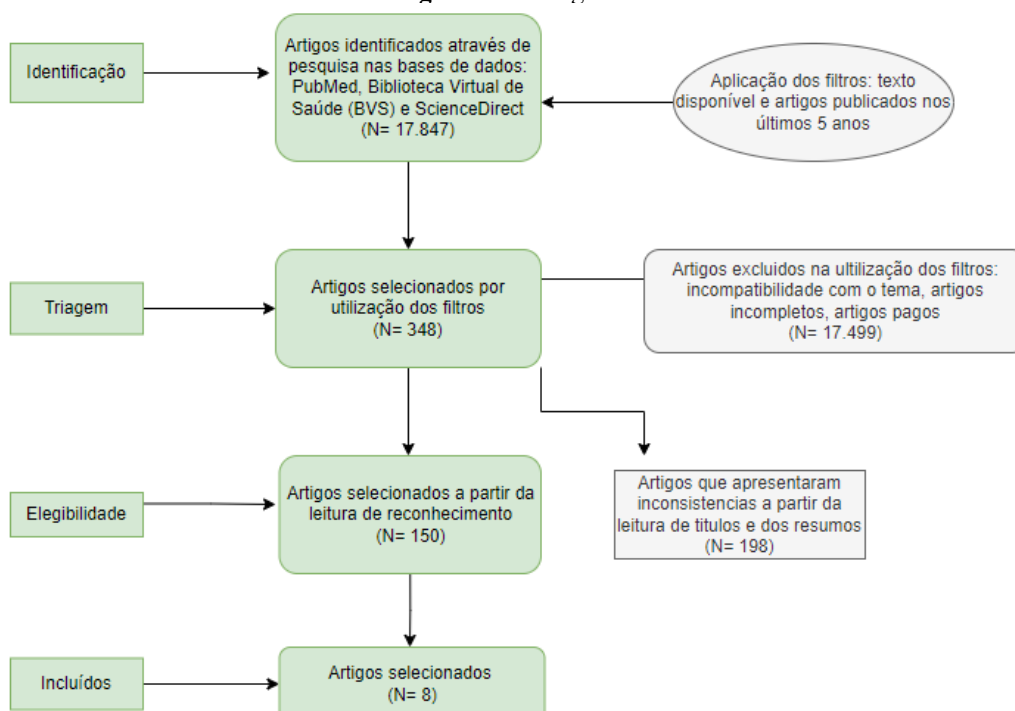 Identificação
Artigos identificados através de
pesquisa nas bases de dados:
PubMed, Biblioteca Virtual de
Saúde (BVS) e ScienceDirect
(N= 17.847)
Aplicação dos filtros: texto
disponível e artigos publicados nos
últimos 5 anos
Triagem
Artigos selecionados por
utilização dos filtros
(N= 348)
Artigos excluidos na ultilização dos filtros:
incompatibilidade com o tema, artigos
incompletos, artigos pagos
(N= 17.499)
Elegibilidade
Artigos selecionados a partir da
leitura de reconhecimento
(N= 150)
Artigos que apresentaram
inconsistencias a partir da
leitura de titulos e dos resumos
(N= 198)
Incluídos
Artigos selecionados
(N= 8)